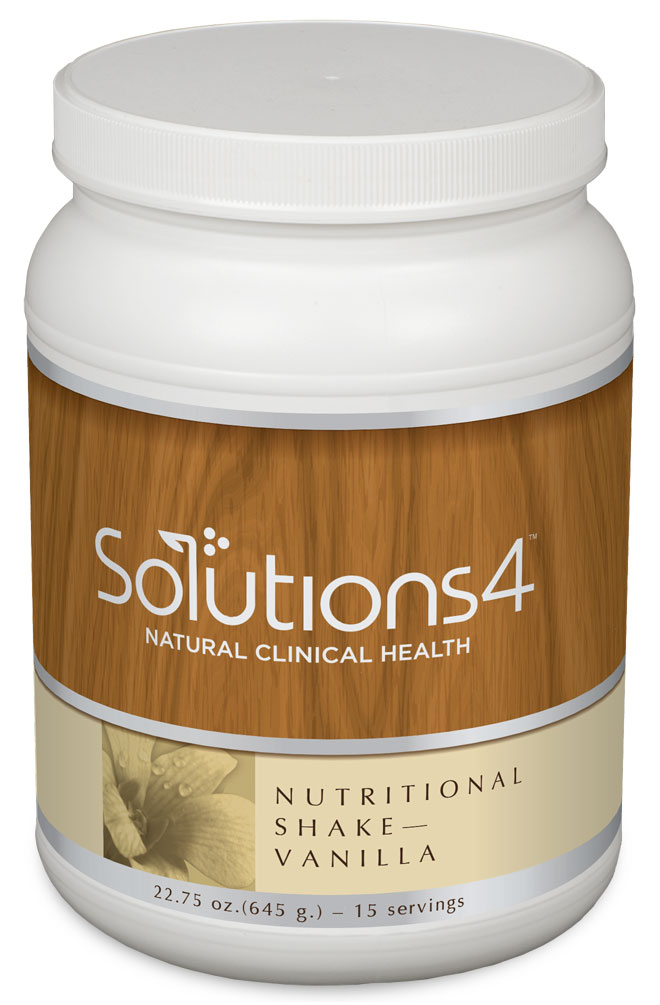 Solutions4™
NATURAL CLINICAL HEALTH
NUTRITIONAL
SHAKE—
VANILLA
22.75 oz.(645 g.) – 15 servings